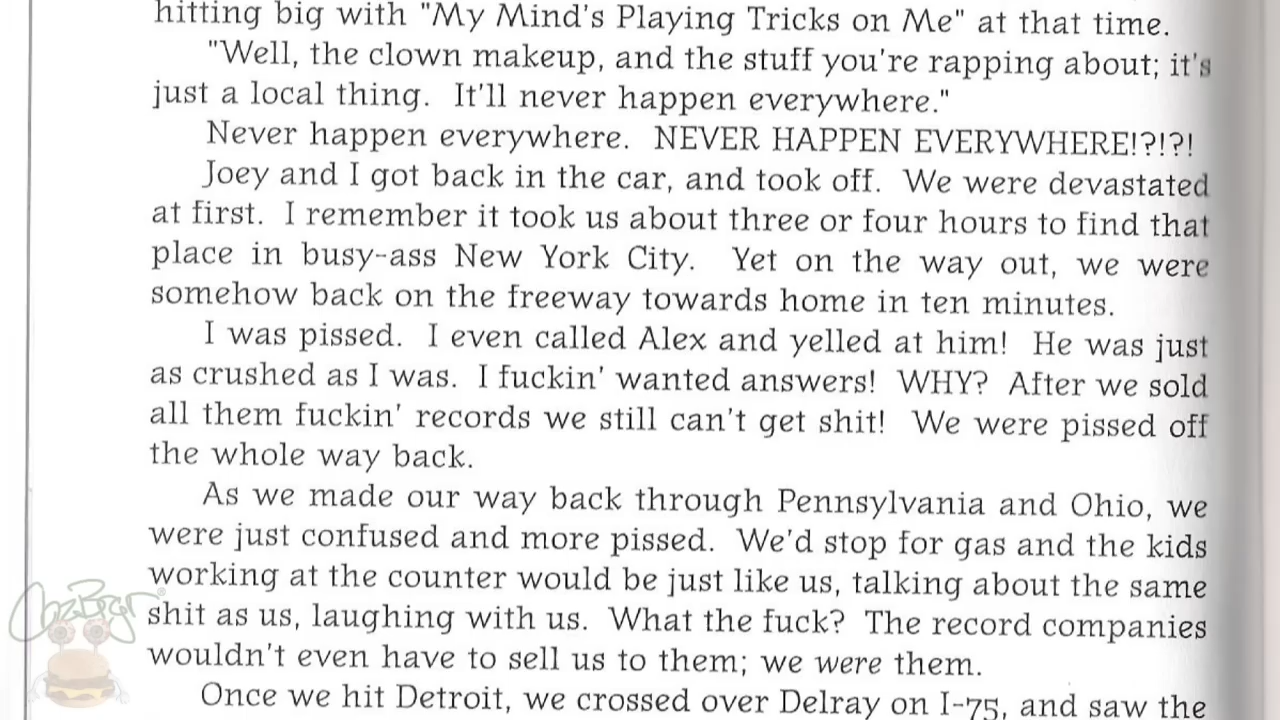 hitting big with "My Mind's Playing Tricks on Me" at that time.
"Well, the clown makeup, and the stuff you're rapping about; it's
just a local thing. It'll never happen everywhere."
Never happen everywhere. NEVER HAPPEN EVERYWHERE!?!?!
Joey and I got back in the car, and took off. We were devastated
at first. I remember it took us about three or four hours to find that
place in busy-ass New York City. Yet on the way out, we were
somehow back on the freeway towards home in ten minutes.
I was pissed. I even called Alex and yelled at him! He was just
as crushed as I was. I fuckin' wanted answers! WHY? After we sold
all them fuckin' records we still can't get shit! We were pissed off
the whole way back.
As we made our way back through Pennsylvania and Ohio, we
were just confused and more pissed. We'd stop for gas and the kids
working at the counter would be just like us, talking about the same
shit as us, laughing with us. What the fuck? The record companies
wouldn't even have to sell us to them; we were them.
Once we hit Detroit, we crossed over Delray on I-75, and saw the